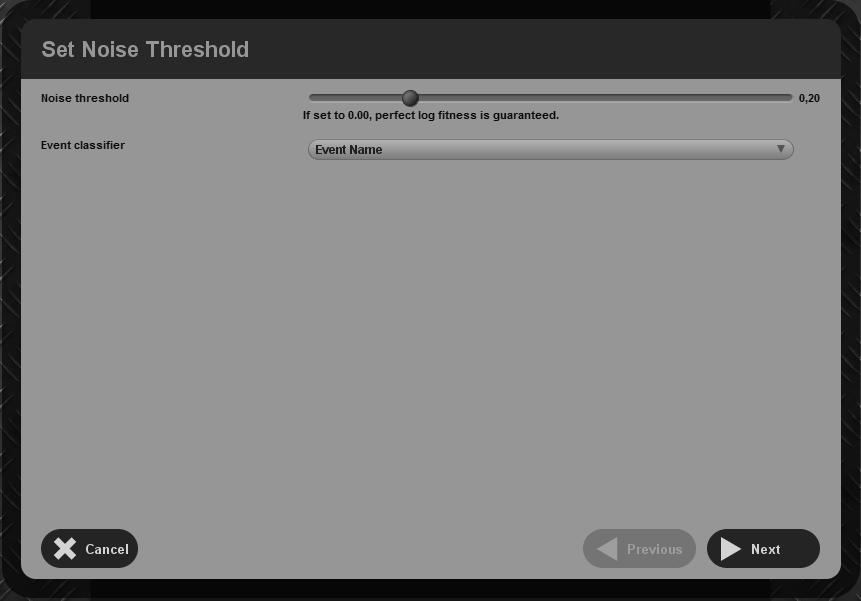 Set Noise Threshold
Noise threshold
0,20
If set to 0.00, perfect log fitness is guaranteed.
Event classifier
Event Name
Cancel
Previous
Next